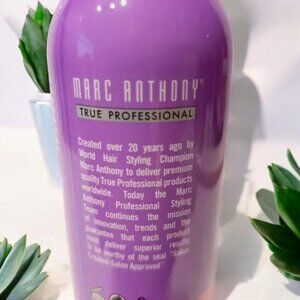 MARC ANTHONY®
TRUE PROFESSIONAL
Created over 20 years ago by
World Hair Styling Champion
Marc Anthony to deliver premium
quality True Professional products
worldwide. Today the Marc
Anthony Professional Styling
Team continues the mission
of innovation, trends and the
guarantee that each product
must deliver superior results
to be worthy of the seal "Salon
Created-Salon Approved"